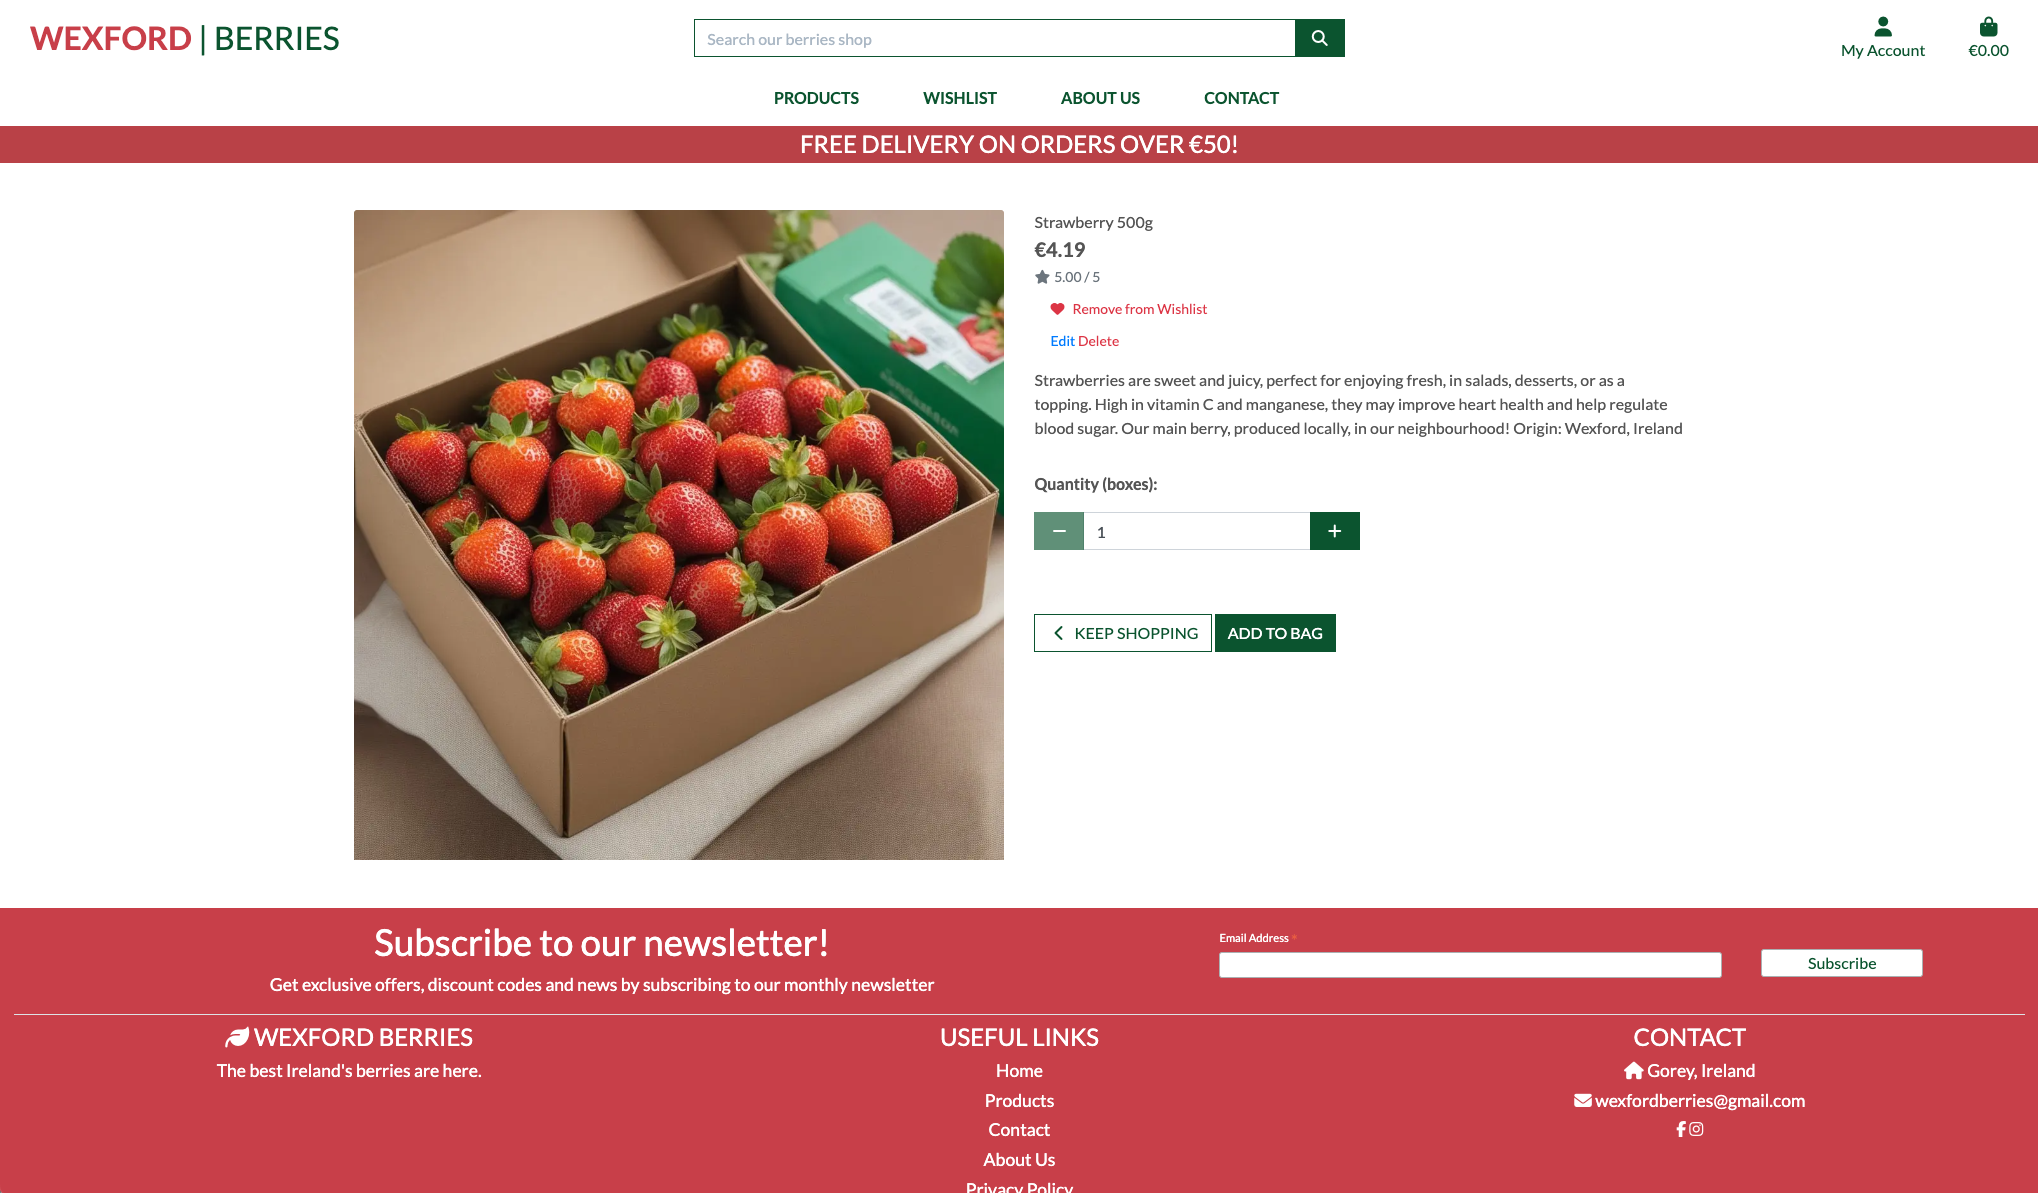 WEXFORD | BERRIES
Search our berries shop
My Account
€0.00
PRODUCTS WISHLIST ABOUT US CONTACT
FREE DELIVERY ON ORDERS OVER €50!
Strawberry 500g
€4.19
5.00 / 5
Remove from Wishlist
Edit Delete
Strawberries are sweet and juicy, perfect for enjoying fresh, in salads, desserts, or as a
topping. High in vitamin C and manganese, they may improve heart health and help regulate
blood sugar. Our main berry, produced locally, in our neighbourhood! Origin: Wexford, Ireland
Quantity (boxes):
1
KEEP SHOPPING ADD TO BAG
Subscribe to our newsletter!
Get exclusive offers, discount codes and news by subscribing to our monthly newsletter
Email Address *
Subscribe
WEXFORD BERRIES
The best Ireland's berries are here.
USEFUL LINKS
Home
Products
Contact
About Us
Privacy Policy
CONTACT
Gorey, Ireland
wexfordberries@gmail.com